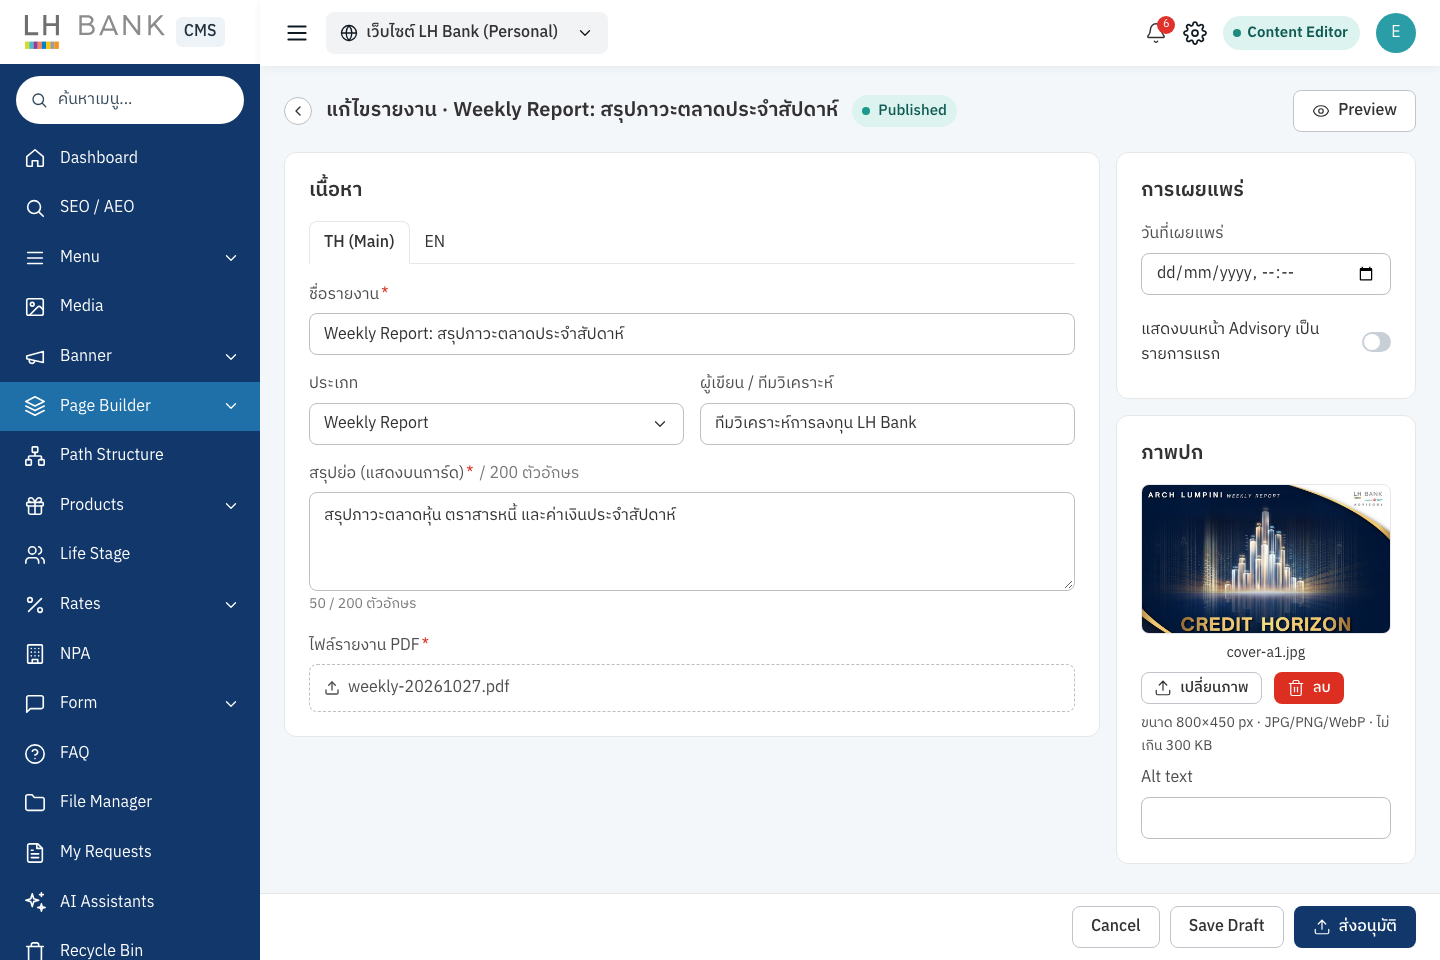 LH BANK CMS
เว็บไซต์ LH Bank (Personal)
6
Content Editor
E
ค้นหาเมนู...
Dashboard
SEO / AEO
Menu
Media
Banner
Page Builder
Path Structure
Products
Life Stage
Rates
NPA
Form
FAQ
File Manager
My Requests
AI Assistants
Recycle Bin
แก้ไขรายงาน · Weekly Report: สรุปภาวะตลาดประจำสัปดาห์
Published
Preview
เนื้อหา
TH (Main)
EN
ชื่อรายงาน*
Weekly Report: สรุปภาวะตลาดประจำสัปดาห์
ประเภท
Weekly Report
ผู้เขียน / ทีมวิเคราะห์
ทีมวิเคราะห์การลงทุน LH Bank
สรุปย่อ (แสดงบนการ์ด)* / 200 ตัวอักษร
สรุปภาวะตลาดหุ้น ตราสารหนี้ และค่าเงินประจำสัปดาห์
50 / 200 ตัวอักษร
ไฟล์รายงาน PDF*
weekly-20261027.pdf
การเผยแพร่
วันที่เผยแพร่
dd/mm/yyyy, --:--
แสดงบนหน้า Advisory เป็น
รายการแรก
ภาพปก
ARCH LUMPINI WEEKLY REPORT
LH BANK
ADVISORY
CREDIT HORIZON
cover-a1.jpg
เปลี่ยนภาพ
ลบ
ขนาด 800×450 px · JPG/PNG/WebP · ไม่
เกิน 300 KB
Alt text
Cancel
Save Draft
ส่งอนุมัติ